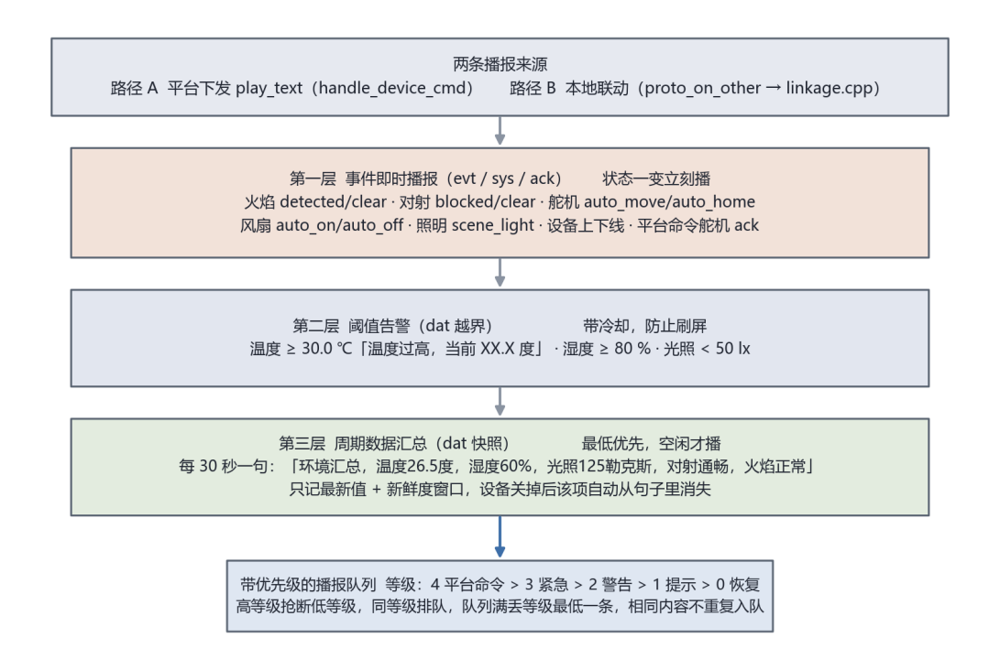 两条播报来源
路径 A 平台下发 play_text（handle_device_cmd） 路径 B 本地联动（proto_on_other → linkage.cpp）
第一层 事件即时播报（evt / sys / ack） 状态一变立刻播
火焰 detected/clear · 对射 blocked/clear · 舵机 auto_move/auto_home
风扇 auto_on/auto_off · 照明 scene_light · 设备上下线 · 平台命令舵机 ack
第二层 阈值告警（dat 越界） 带冷却，防止刷屏
温度 ≥ 30.0 ℃「温度过高，当前 XX.X 度」 · 湿度 ≥ 80 % · 光照 < 50 lx
第三层 周期数据汇总（dat 快照） 最低优先，空闲才播
每 30 秒一句：「环境汇总，温度26.5度，湿度60%，光照125勒克斯，对射通畅，火焰正常」
只记最新值 + 新鲜度窗口，设备关掉后该项自动从句子里消失
带优先级的播报队列 等级：4 平台命令 > 3 紧急 > 2 警告 > 1 提示 > 0 恢复
高等级抢断低等级，同等级排队，队列满丢等级最低一条，相同内容不重复入队